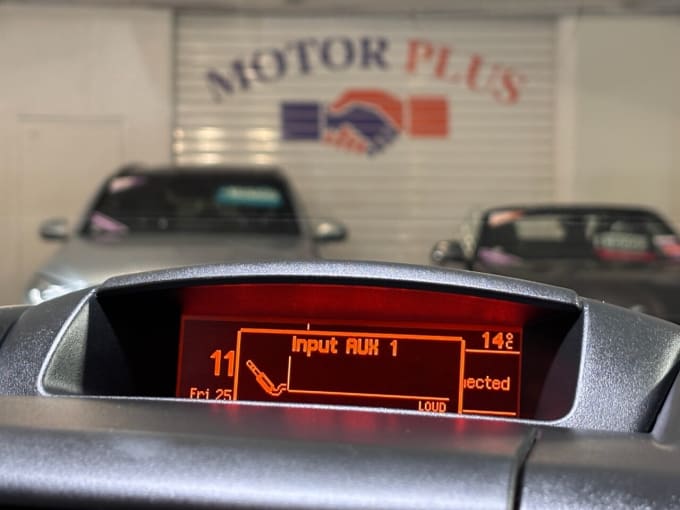 MOTOR PLUS
Input AUX 1
14°C
11
nected
Fri 25
LOUD